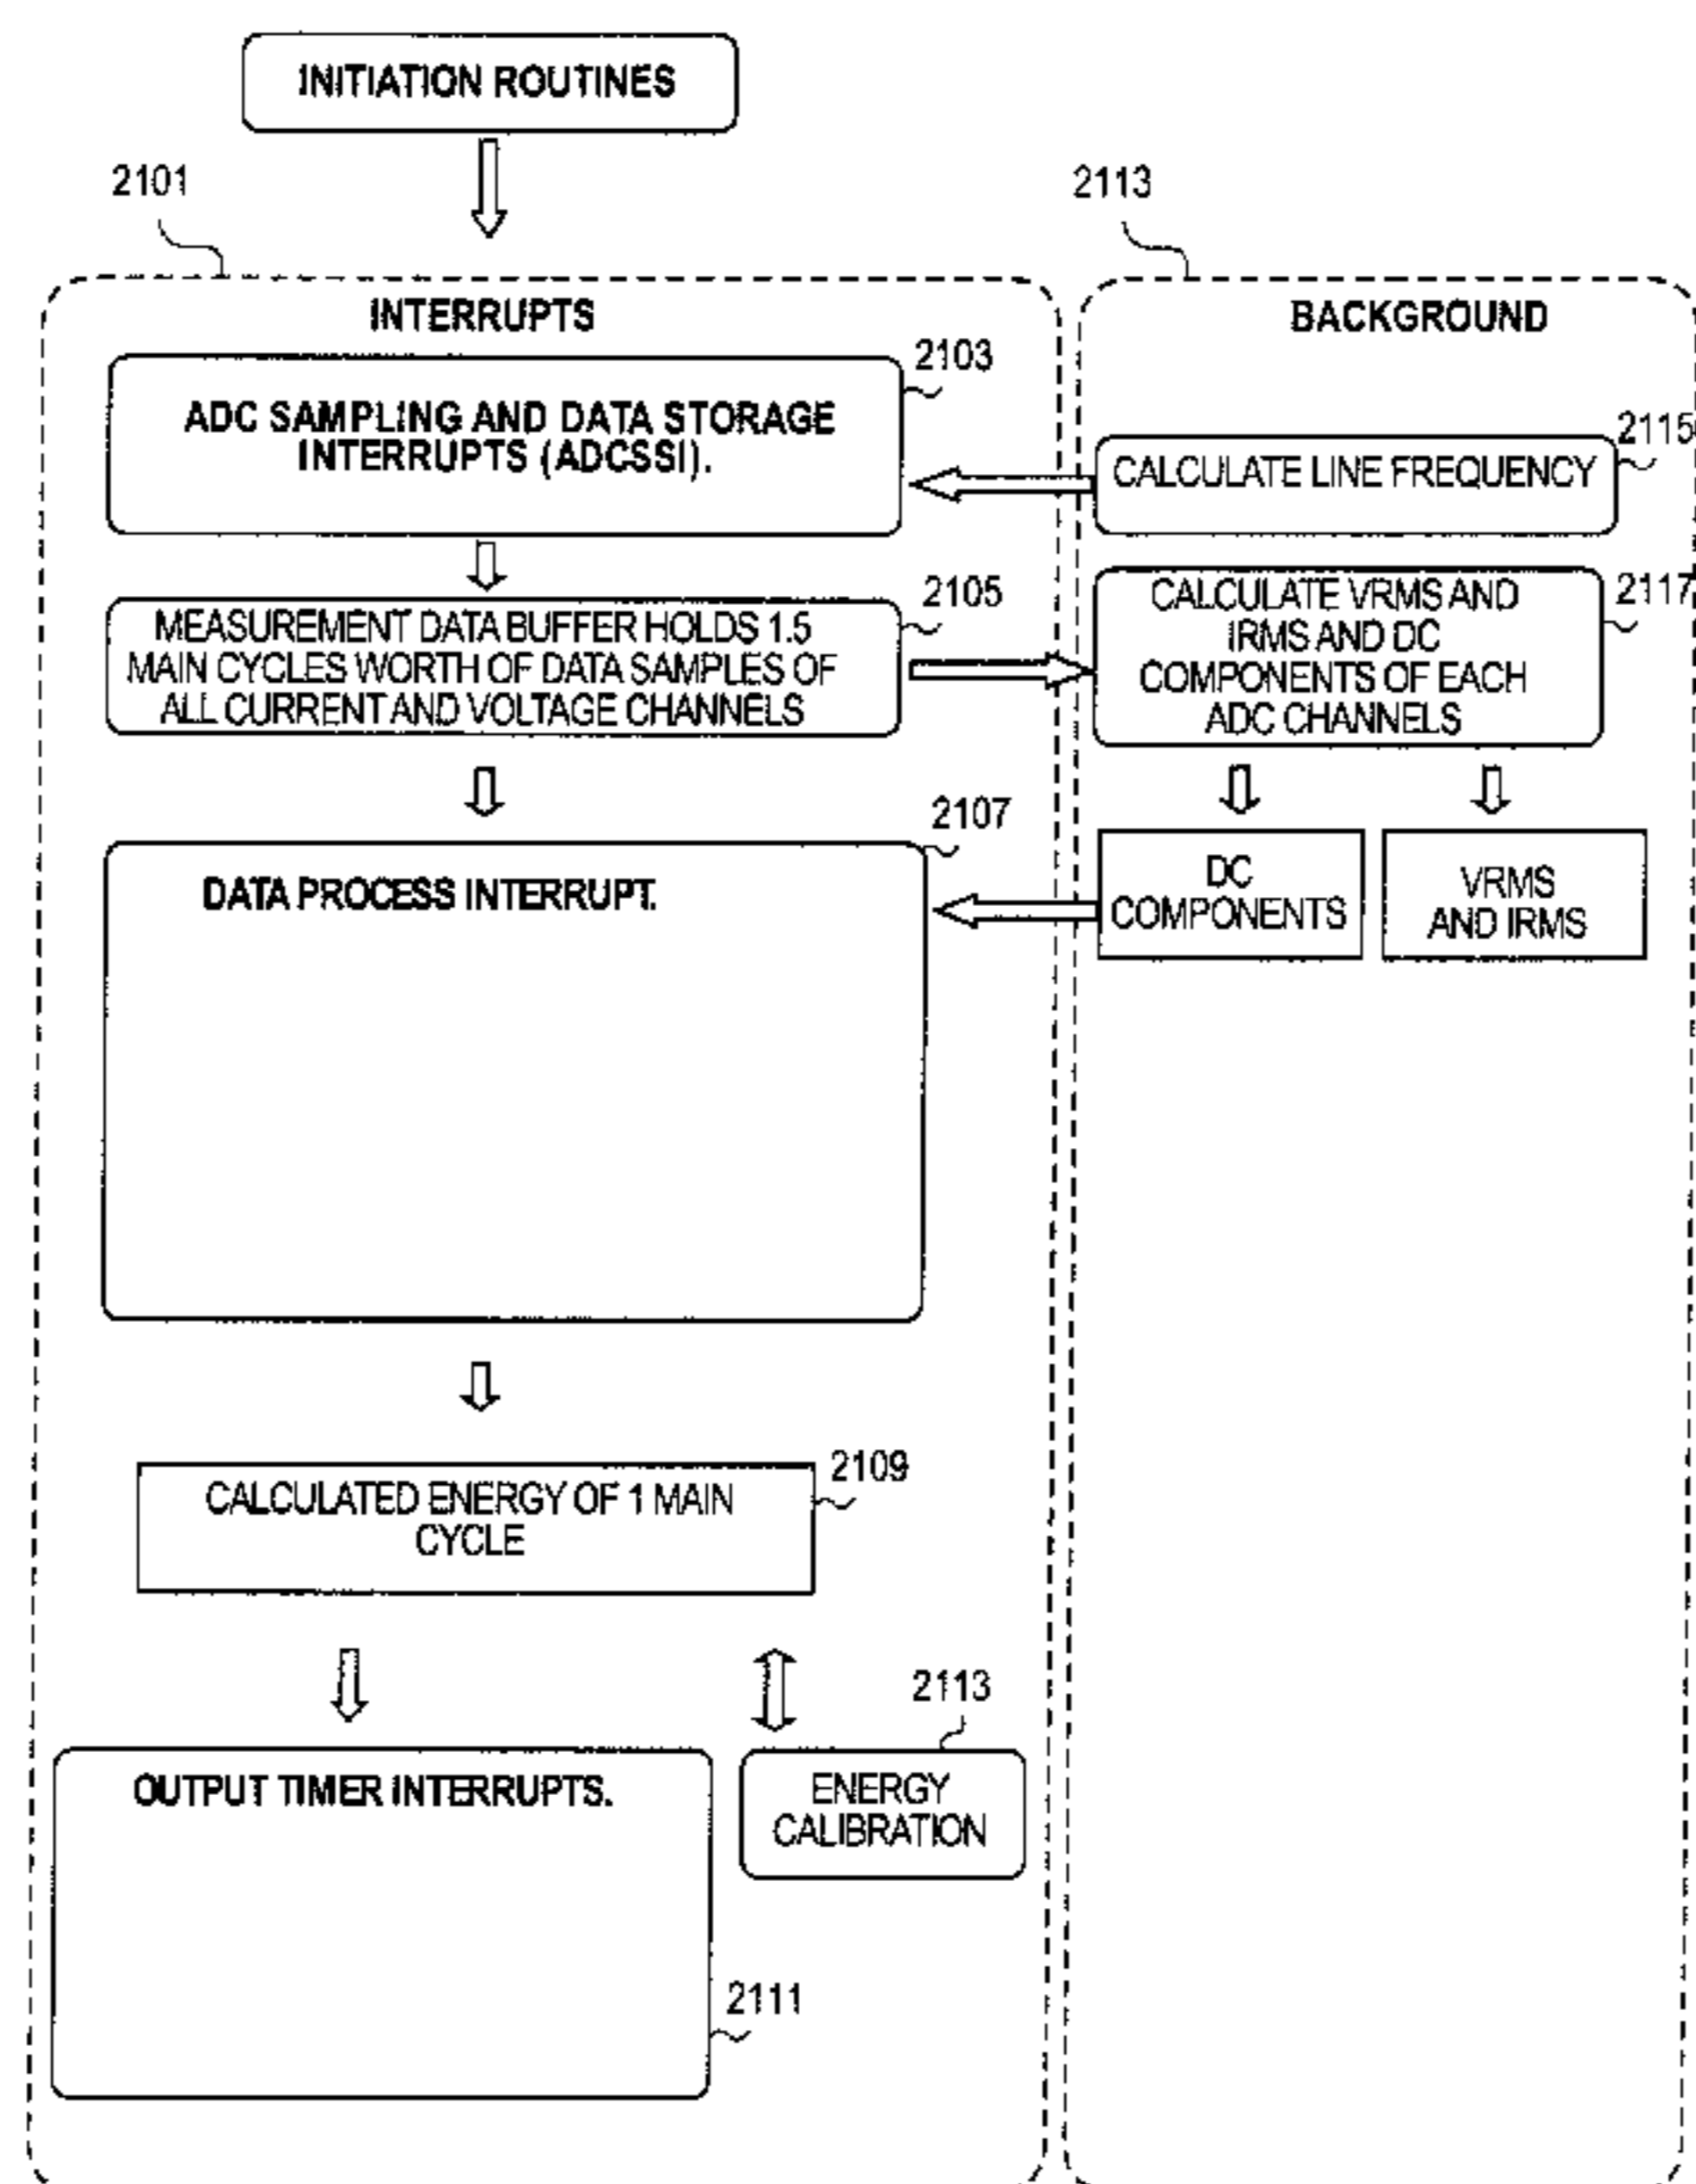 INITIATION ROUTINES
2101
2113
INTERRUPTS
BACKGROUND
2103
ADC SAMPLING AND DATA STORAGE
INTERRUPTS (ADCSSI).
2115
CALCULATE LINE FREQUENCY
2105
MEASUREMENT DATA BUFFER HOLDS 1.5
MAIN CYCLES WORTH OF DATA SAMPLES OF
ALL CURRENT AND VOLTAGE CHANNELS
2117
CALCULATE VRMS AND
IRMS AND DC
COMPONENTS OF EACH
ADC CHANNELS
2107
DATA PROCESS INTERRUPT.
DC
COMPONENTS
VRMS
AND IRMS
2109
CALCULATED ENERGY OF 1 MAIN
CYCLE
2113
OUTPUT TIMER INTERRUPTS.
ENERGY
CALIBRATION
2111